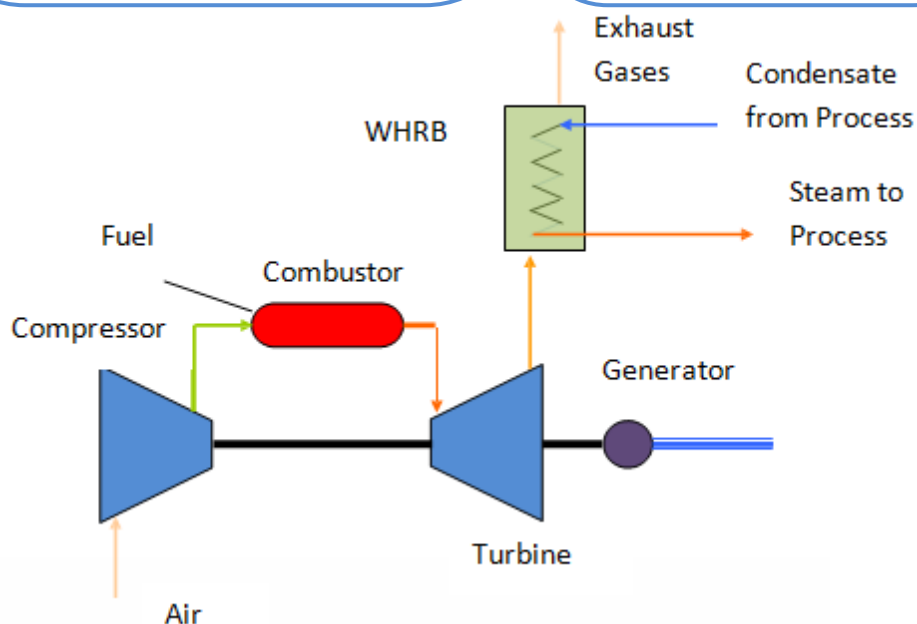 Exhaust
Gases
Condensate
from Process
WHRB
Steam to
Process
Fuel
Combustor
Compressor
Generator
Turbine
Air